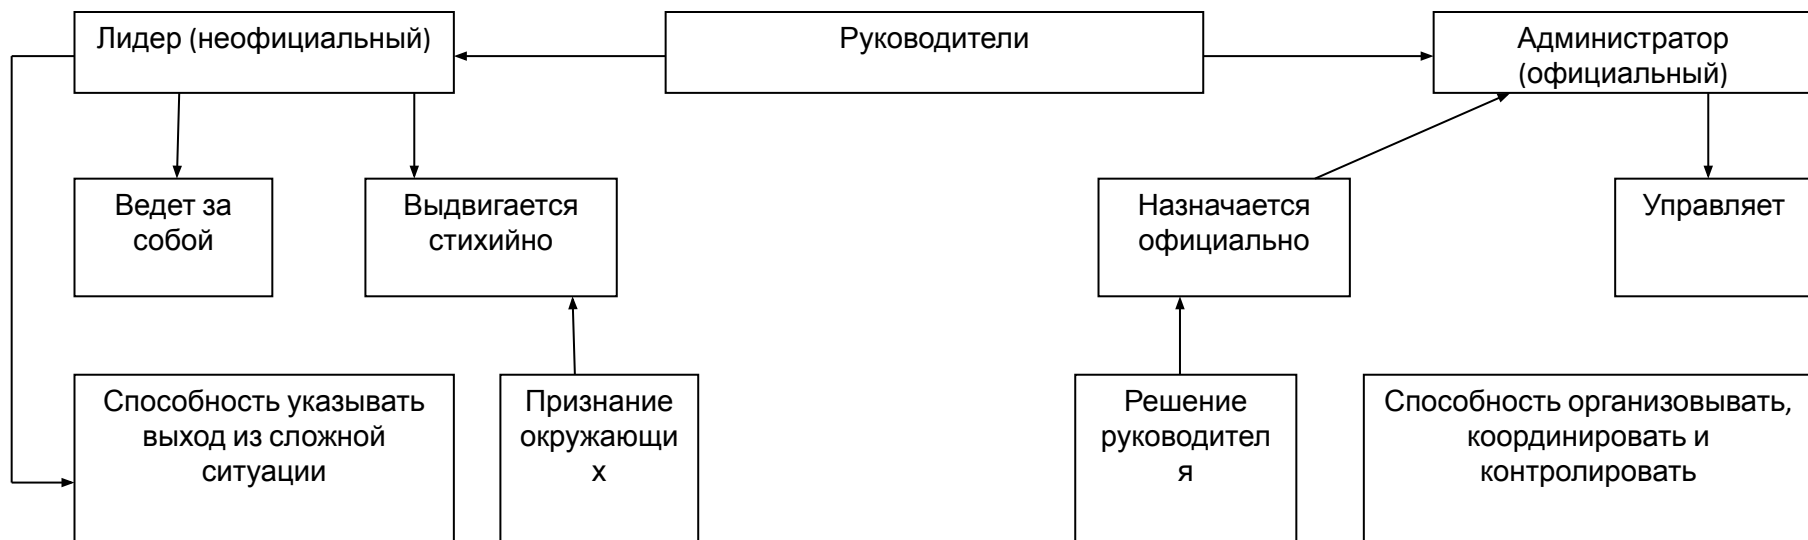 Лидер (неофициальный)
Руководители
Администратор
(официальный)
Ведет за
собой
Выдвигается
стихийно
Назначается
официально
Управляет
Способность указывать
выход из сложной
ситуации
Признание
окружающи
х
Решение
руководител
я
Способность организовывать,
координировать и
контролировать